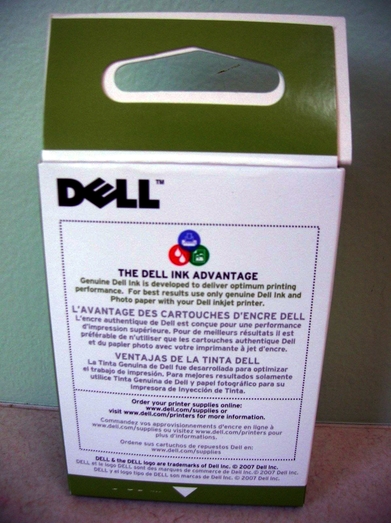 DELL™
THE DELL INK ADVANTAGE
Genuine Dell Ink is developed to deliver optimum printing
performance. For best results use only genuine Dell Ink and
Photo paper with your Dell inkjet printer.
L'AVANTAGE DES CARTOUCHES D'ENCRE DELL
L'encre authentique de Dell est conçue pour une performance
d'impression supérieure. Pour de meilleurs résultats il est
préférable de n'utiliser que les cartouches authentique Dell
et du papier photo avec votre imprimante à jet d'encre.
VENTAJAS DE LA TINTA DELL
La Tinta Genuina de Dell fue desarrollada para optimizar
el trabajo de impresión. Para mejores resultados solamente
utilice Tinta Genuina de Dell y papel fotográfico para su
Impresora de Inyección de Tinta.
Order your printer supplies online:
www.dell.com/supplies or
visit www.dell.com/printers for more information.
Commandez vos approvisionnements d'encre en ligne à
www.dell.com/supplies ou visitez www.dell.com/printers pour
plus d'informations.
Ordene sus cartuchos de repuestos Dell en:
www.dell.com/supplies
DELL & the DELL logo are trademarks of Dell Inc. © 2007 Dell Inc.
DELL et le logo DELL sont des marques de commerce de Dell Inc. © 2007 Dell Inc.
DELL y el logo tipo de DELL son marcas de Dell Inc. © 2007 Dell Inc.